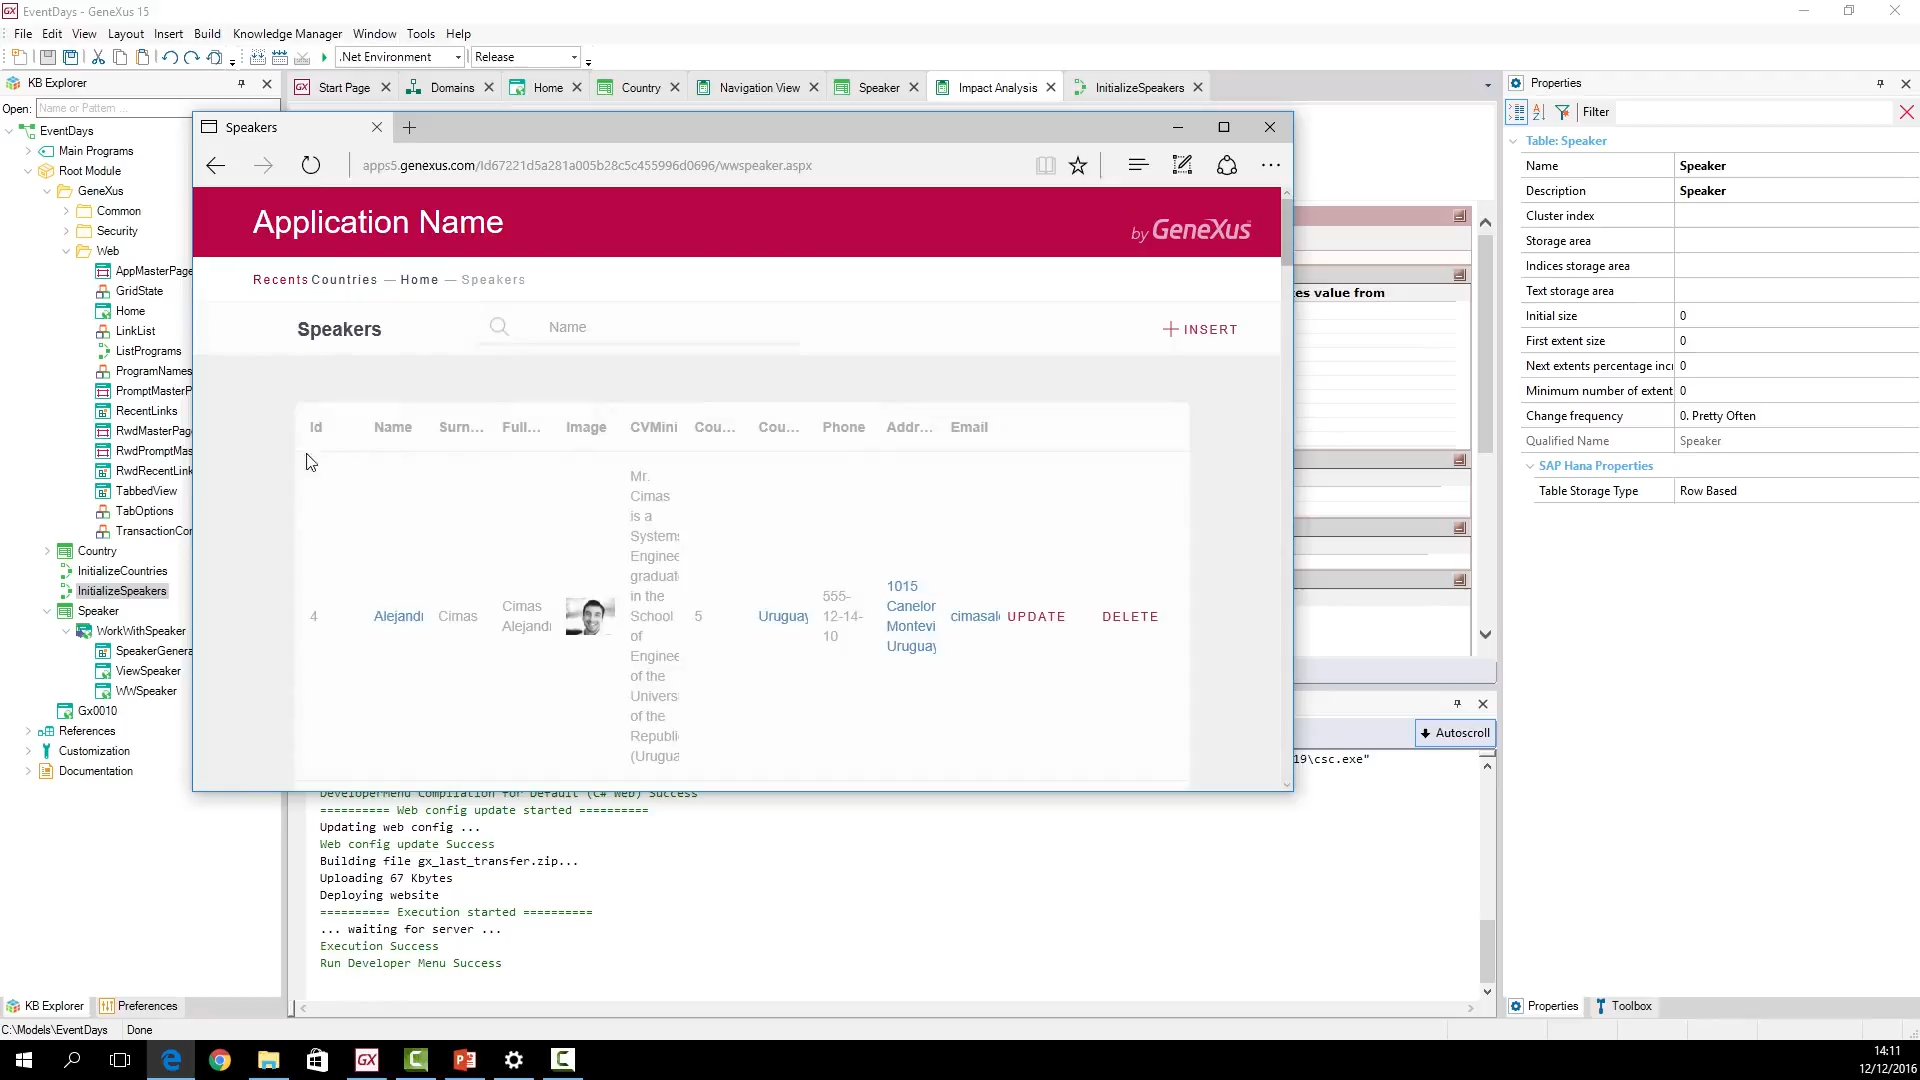 EventDays - GeneXus 15
File Edit View Layout Insert Build Knowledge Manager Window Tools Help
.Net Environment Release
KB Explorer
Open: Name or Pattern ...
EventDays
Main Programs
Root Module
GeneXus
Common
Security
Web
AppMasterPage
GridState
Home
LinkList
ListPrograms
ProgramNames
PromptMasterP
RecentLinks
RwdMasterPag
RwdPromptMas
RwdRecentLink
TabbedView
TabOptions
TransactionCor
Country
InitializeCountries
InitializeSpeakers
Speaker
WorkWithSpeaker
SpeakerGenera
ViewSpeaker
WWSpeaker
Gx0010
References
Customization
Documentation
KB Explorer Preferences
C:\Models\EventDays Done
Start Page Domains Home Country Navigation View Speaker Impact Analysis InitializeSpeakers
Speakers
apps5.genexus.com/Id67221d5a281a005b28c5c455996d0696/wwspeaker.aspx
Application Name
by GeneXus
Recents Countries — Home — Speakers
Speakers Name INSERT
Id Name Surn... Full... Image CVMini Cou... Cou... Phone Addr... Email
4 Alejandi Cimas
Cimas
Alejandi
Mr.
Cimas
is a
Systems
Enginee
graduat
in the
School
of
Enginee
of the
Univers
of the
Republi
(Urugua
5 Uruguay
555-
12-14-
10
1015
Canelor
Montevi
Uruguay
cimasale UPDATE DELETE
es value from
Autoscroll
19\csc.exe"
DeveloperMenu Compilation for Default (C# Web) Success
========== Web config update started ==========
Updating web config ...
Web config update Success
Building file gx_last_transfer.zip...
Uploading 67 Kbytes
Deploying website
========== Execution started ==========
... waiting for server ...
Execution Success
Run Developer Menu Success
Properties
Filter
Table: Speaker
Name Speaker
Description Speaker
Cluster index
Storage area
Indices storage area
Text storage area
Initial size 0
First extent size 0
Next extents percentage incr 0
Minimum number of extent 0
Change frequency 0. Pretty Often
Qualified Name Speaker
SAP Hana Properties
Table Storage Type Row Based
Properties Toolbox
14:11
12/12/2016